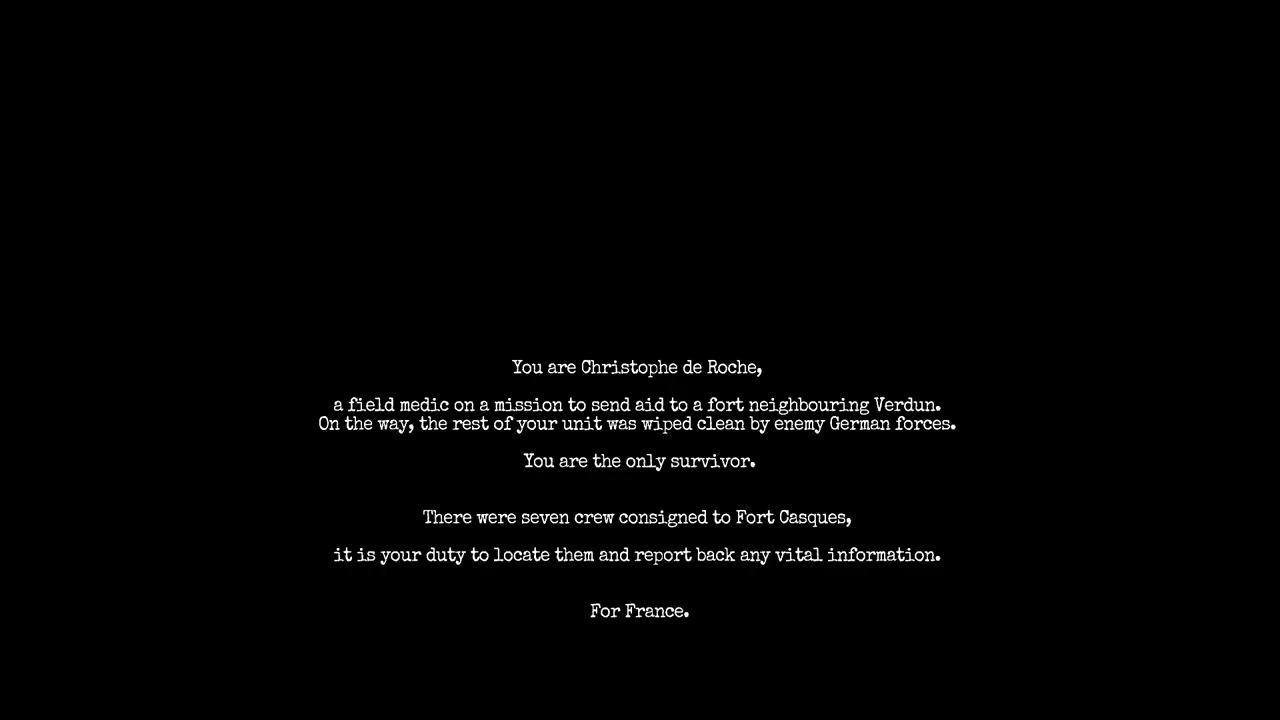 You are Christophe de Roche,
a field medic on a mission to send aid to a fort neighbouring Verdun.
On the way, the rest of your unit was wiped clean by enemy German forces.
You are the only survivor.
There were seven crew consigned to Fort Casques,
it is your duty to locate them and report back any vital information.
For France.